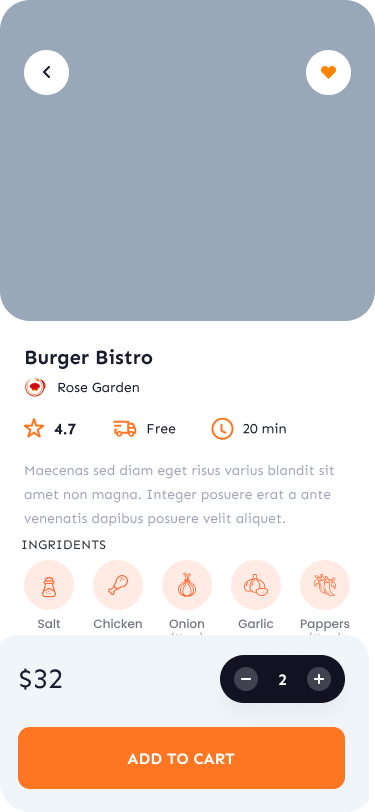 Burger Bistro
Rose Garden
4.7 Free 20 min
Maecenas sed diam eget risus varius blandit sit
amet non magna. Integer posuere erat a ante
venenatis dapibus posuere velit aliquet.
INGRIDENTS
Salt Chicken Onion Garlic Pappers
$32 2
ADD TO CART